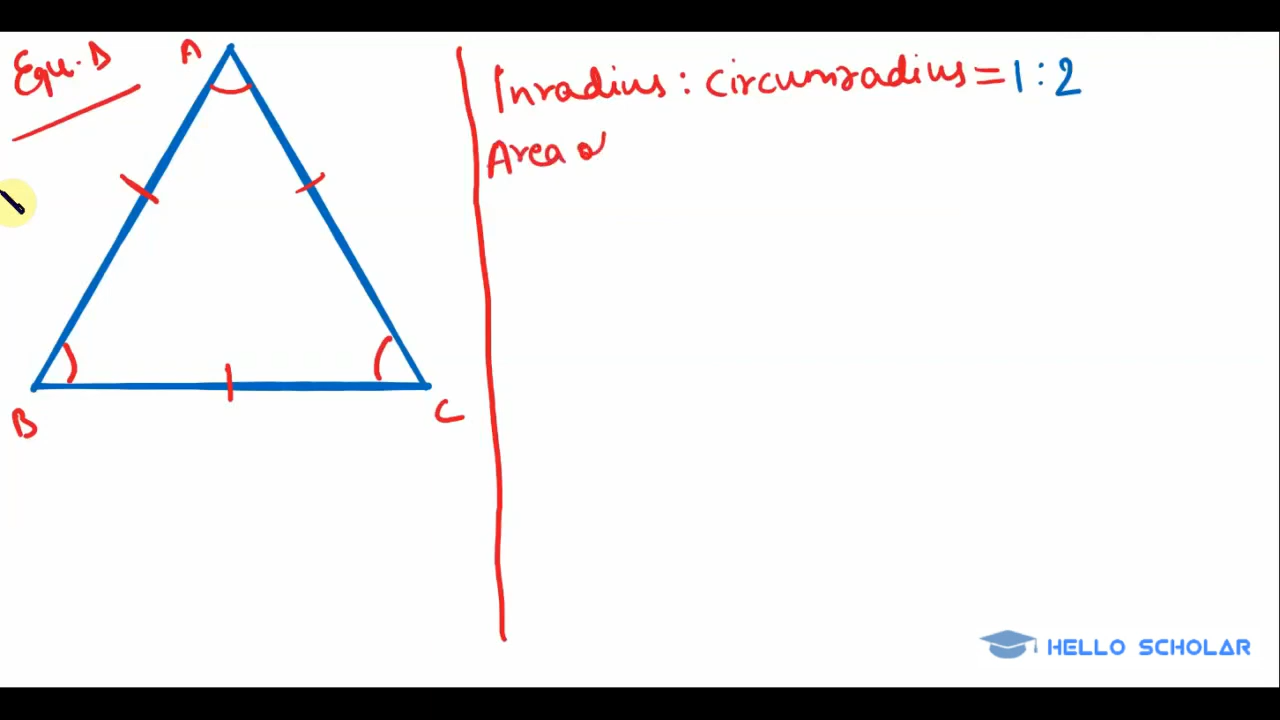 Equ. Δ
A
B
C
Inradius : circumradius = 1 : 2
Area o
HELLO SCHOLAR